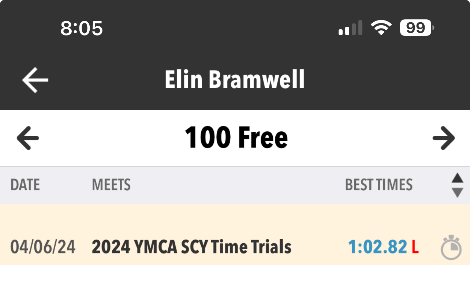 8:05 99
Elin Bramwell
100 Free
DATE MEETS BEST TIMES
04/06/24 2024 YMCA SCY Time Trials 1:02.82 L